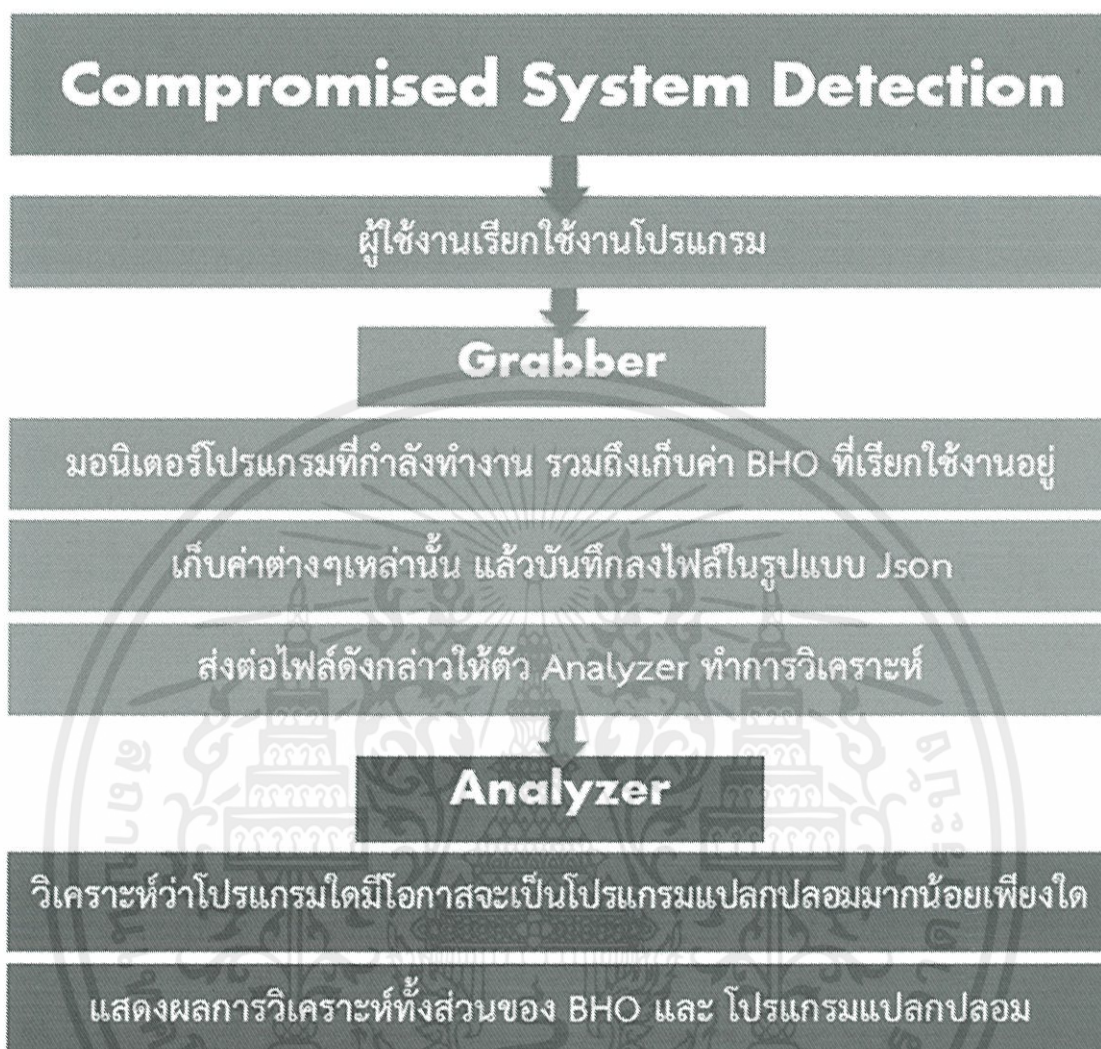 Compromised System Detection
ผู้ใช้งานเรียกใช้งานโปรแกรม
Grabber
มอนิเตอร์โปรแกรมที่กำลังทำงาน รวมถึงเก็บค่า BHO ที่เรียกใช้งานอยู่
เก็บค่าต่างๆเหล่านั้น แล้วบันทึกลงไฟล์ในรูปแบบ Json
ส่งต่อไฟล์ดังกล่าวให้ตัว Analyzer ทำการวิเคราะห์
Analyzer
วิเคราะห์ว่าโปรแกรมใดมีโอกาสจะเป็นโปรแกรมแปลกปลอมมากน้อยเพียงใด
แสดงผลการวิเคราะห์ทั้งส่วนของ BHO และ โปรแกรมแปลกปลอม